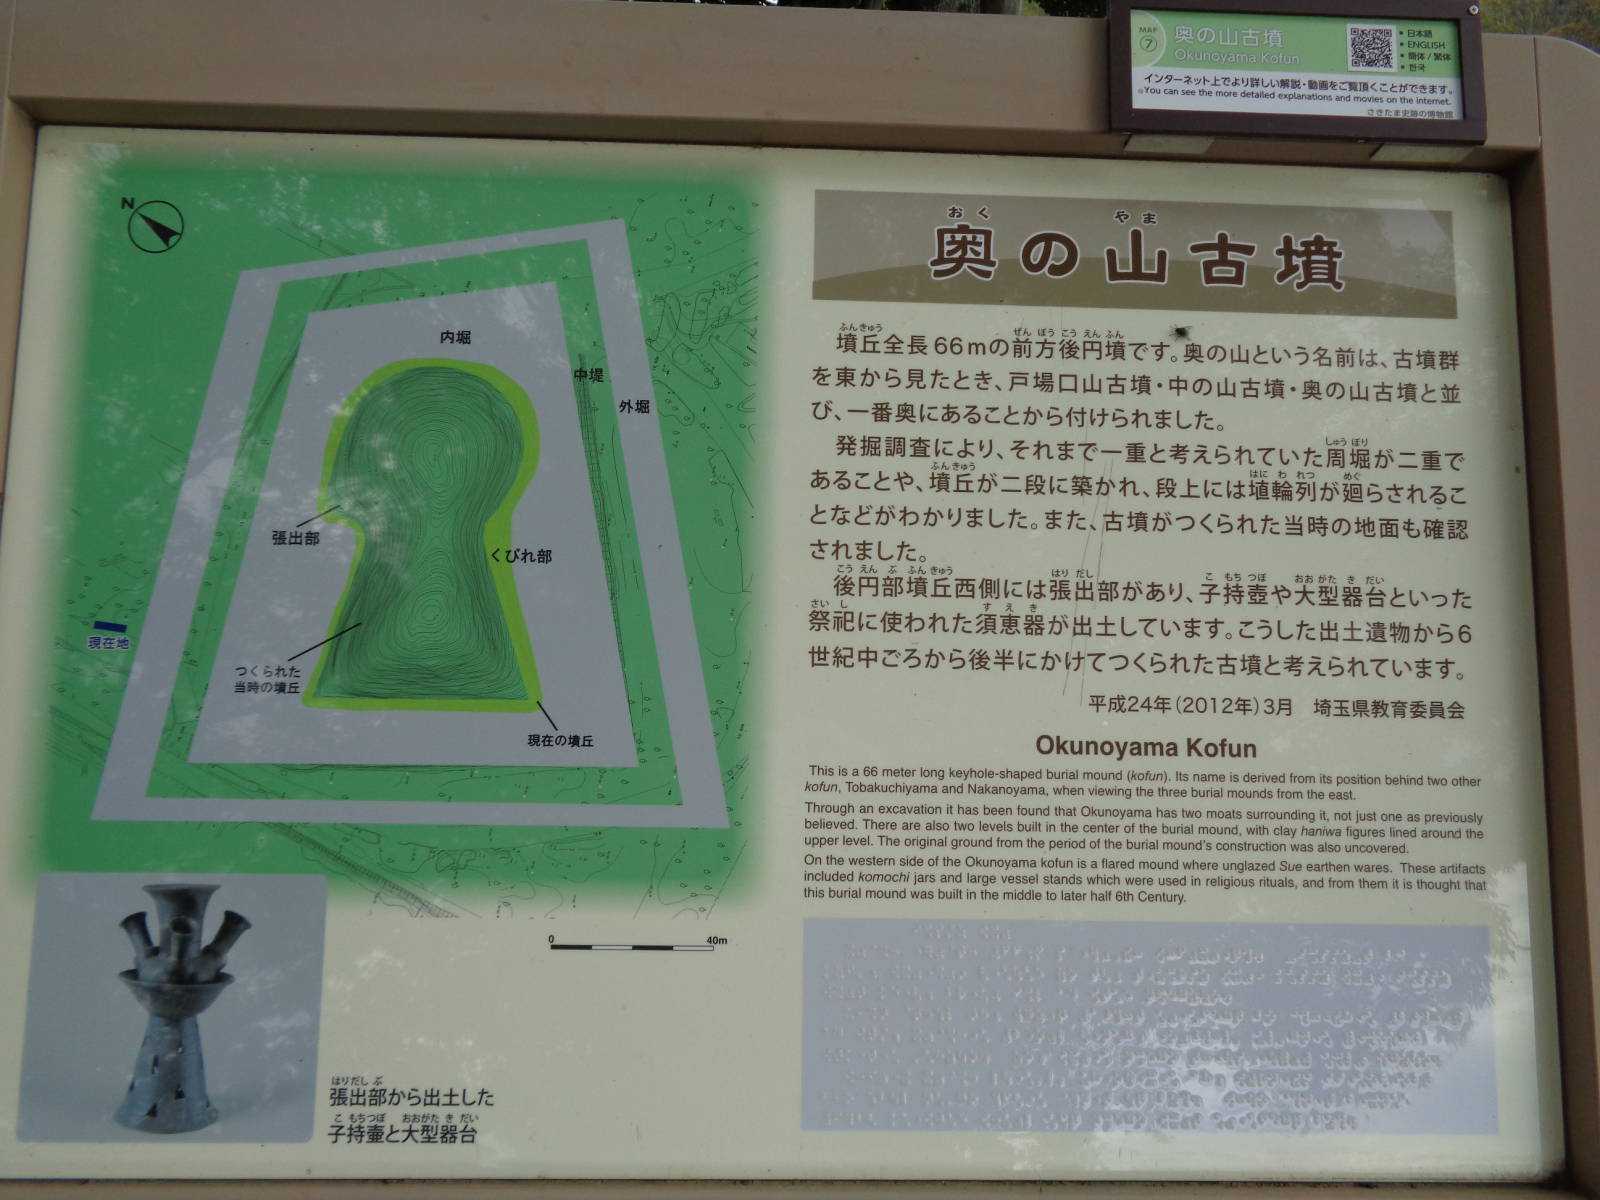 MAP
⑦
奥の山古墳
Okunoyama Kofun
• 日本語
• ENGLISH
• 簡体 / 繁体
• 한국
インターネット上でより詳しい解説・動画をご覧頂くことができます。
You can see the more detailed explanations and movies on the internet.
さきたま史跡の博物館
N
内堀
中堤
外堀
張出部
くびれ部
現在地
つくられた
当時の墳丘
現在の墳丘
0 40m
はりだし ぶ
張出部から出土した
こ もちつぼ おおがた き だい
子持壷と大型器台
おく やま
奥の山古墳
ふんきゅう ぜん ぽう こう えん ふん
墳丘全長66mの前方後円墳です。奥の山という名前は、古墳群
を東から見たとき、戸場口山古墳・中の山古墳・奥の山古墳と並
び、一番奥にあることから付けられました。
しゅう ぼり
発掘調査により、それまで一重と考えられていた周堀が二重で
ふんきゅう はに わ れつ めぐ
あることや、墳丘が二段に築かれ、段上には埴輪列が廻らされるこ
となどがわかりました。また、古墳がつくられた当時の地面も確認
されました。
こう えん ぶ ふん きゅう はり だし こ もち つぼ おお がた き だい
後円部墳丘西側には張出部があり、子持壺や大型器台といった
さい し す え き
祭祀に使われた須恵器が出土しています。こうした出土遺物から6
世紀中ごろから後半にかけてつくられた古墳と考えられています。
平成24年(2012年)3月 埼玉県教育委員会
Okunoyama Kofun
This is a 66 meter long keyhole-shaped burial mound (kofun). Its name is derived from its position behind two other
kofun, Tobakuchiyama and Nakanoyama, when viewing the three burial mounds from the east.
Through an excavation it has been found that Okunoyama has two moats surrounding it, not just one as previously
believed. There are also two levels built in the center of the burial mound, with clay haniwa figures lined around the
upper level. The original ground from the period of the burial mound's construction was also uncovered.
On the western side of the Okunoyama kofun is a flared mound where unglazed Sue earthen wares. These artifacts
included komochi jars and large vessel stands which were used in religious rituals, and from them it is thought that
this burial mound was built in the middle to later half 6th Century.